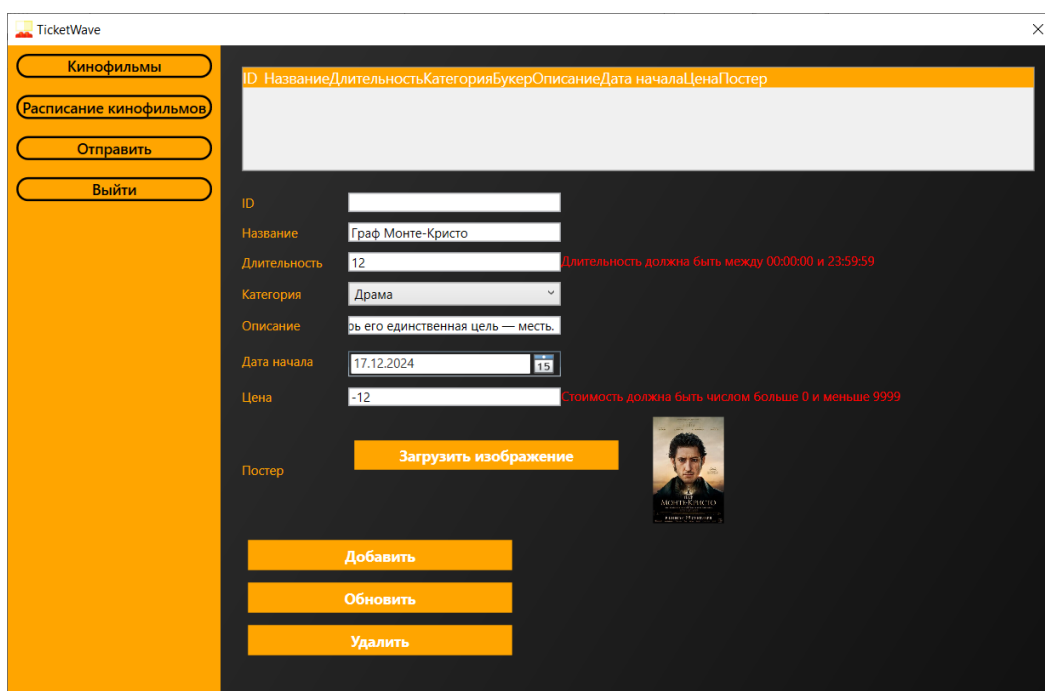 TicketWave
Кинофильмы
Расписание кинофильмов
Отправить
Выйти
ID НазваниеДлительностьКатегорияБукерОписаниеДата началаЦенаПостер
ID
Название Граф Монте-Кристо
Длительность 12 Длительность должна быть между 00:00:00 и 23:59:59
Категория Драма
Описание ь его единственная цель — месть.
Дата начала 17.12.2024 15
Цена -12 Стоимость должна быть числом больше 0 и меньше 9999
Постер Загрузить изображение
МОНТЕ-КРИСТО
Добавить
Обновить
Удалить